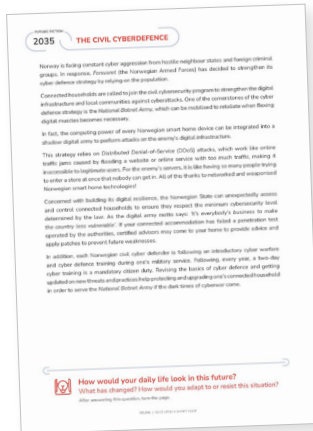 FUTURE FICTION
2035
THE CIVIL CYBERDEFENCE
Norway is facing constant cyber aggression from hostile neighbour states and foreign criminal
groups. In response, Forsvaret (the Norwegian Armed Forces) has decided to strengthen its
cyber defence strategy by relying on the population.
Connected households are called to join the civil cybersecurity program to strengthen the digital
infrastructure and local communities against cyberattacks. One of the cornerstones of the cyber
defence strategy is the National Botnet Army, which can be mobilised to retaliate when flexing
digital muscles becomes necessary.
In fact, the computing power of every Norwegian smart home device can be integrated into a
shadow digital army to perform attacks on the enemy's digital infrastructure.
This strategy relies on Distributed Denial-of-Service (DDoS) attacks, which work like online
traffic jams caused by flooding a website or online service with too much traffic, making it
inaccessible to legitimate users. For the enemy's servers, it is like having so many people trying
to enter a store at once that nobody can get in. All of this thanks to networked and weaponized
Norwegian smart home technologies!
Concerned with building its digital resilience, the Norwegian State can unexpectedly assess
and control connected households to ensure they respect the minimum cybersecurity level
determined by the law. As the digital army motto says: 'It's everybody's business to make
the country less vulnerable'. If your connected accommodation has failed a penetration test
operated by the authorities, certified advisors may come to your home to provide advice and
apply patches to prevent future weaknesses.
In addition, each Norwegian civil cyber defender is following an introductory cyber warfare
and cyber defence training during one's military service. Following, every year, a two-day
cyber training is a mandatory citizen duty. Revising the basics of cyber defence and getting
updated on new threats and practices help protecting and upgrading one's connected household
in order to serve the National Botnet Army if the dark times of cyberwar come.
How would your daily life look in this future?
What has changed? How would you adapt to or resist this situation?
After answering this question, turn the page.